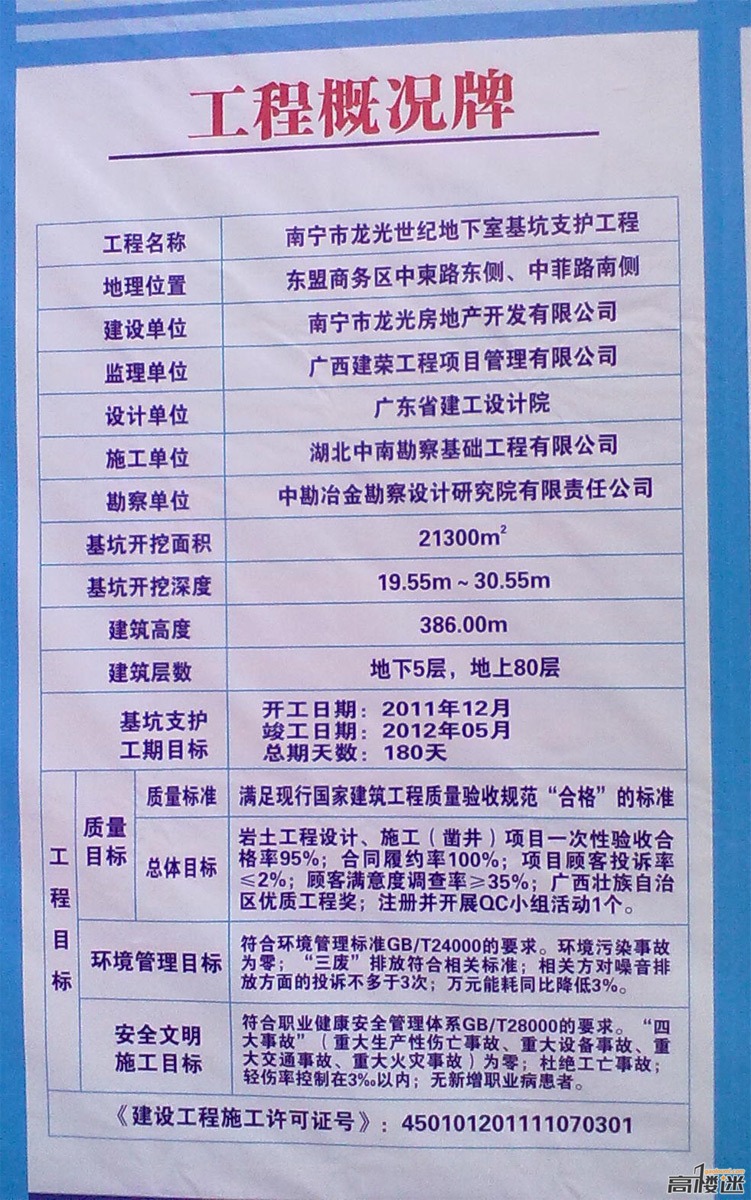 工程概况牌
工程名称 南宁市龙光世纪地下室基坑支护工程
地理位置 东盟商务区中柬路东侧、中菲路南侧
建设单位 南宁市龙光房地产开发有限公司
监理单位 广西建荣工程项目管理有限公司
设计单位 广东省建工设计院
施工单位 湖北中南勘察基础工程有限公司
勘察单位 中勘冶金勘察设计研究院有限责任公司
基坑开挖面积 21300m²
基坑开挖深度 19.55m~30.55m
建筑高度 386.00m
建筑层数 地下5层，地上80层
基坑支护
工期目标
开工日期：2011年12月
竣工日期：2012年05月
总期天数：180天
工程目标
质量
目标
质量标准 满足现行国家建筑工程质量验收规范“合格”的标准
总体目标
岩土工程设计、施工（凿井）项目一次性验收合
格率95%；合同履约率100%；项目顾客投诉率
≤2%；顾客满意度调查率≥35%；广西壮族自治
区优质工程奖；注册并开展QC小组活动1个。
环境管理目标
符合环境管理标准GB/T24000的要求。环境污染事故
为零；“三废”排放符合相关标准；相关方对噪音排
放方面的投诉不多于3次；万元能耗同比降低3%。
安全文明
施工目标
符合职业健康安全管理体系GB/T28000的要求。“四
大事故”（重大生产性伤亡事故、重大设备事故、重
大交通事故、重大火灾事故）为零；杜绝工亡事故；
轻伤率控制在3‰以内；无新增职业病患者。
《建设工程施工许可证号》：450101201111070301
高楼迷